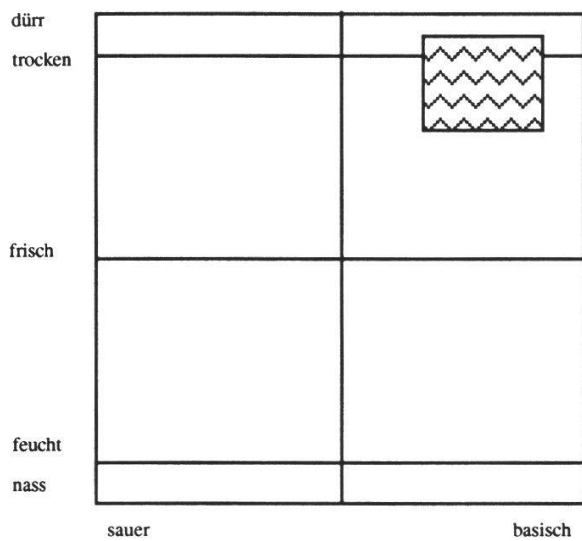 dürr
trocken
frisch
feucht
nass
sauer basisch